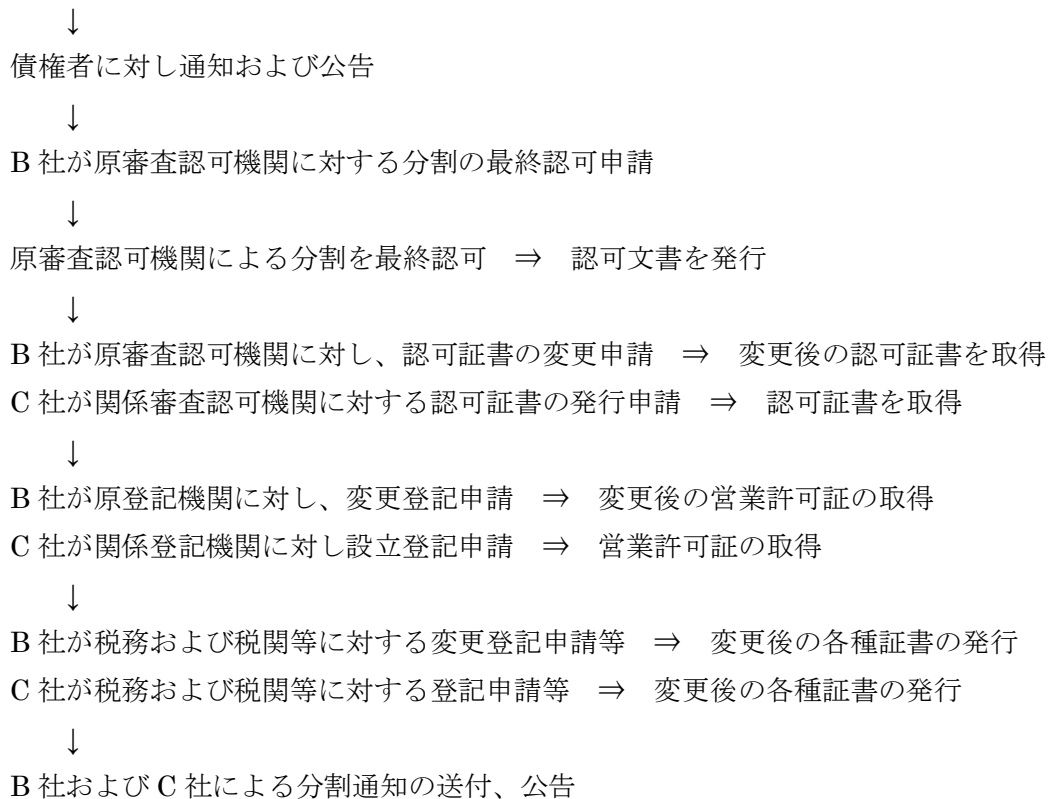 ↓
債権者に対し通知および公告
↓
B 社が原審査認可機関に対する分割の最終認可申請
↓
原審査認可機関による分割を最終認可　⇒　認可文書を発行
↓
B 社が原審査認可機関に対し、認可証書の変更申請　⇒　変更後の認可証書を取得
C 社が関係審査認可機関に対する認可証書の発行申請　⇒　認可証書を取得
↓
B 社が原登記機関に対し、変更登記申請　⇒　変更後の営業許可証の取得
C 社が関係登記機関に対し設立登記申請　⇒　営業許可証の取得
↓
B 社が税務および税関等に対する変更登記申請等　⇒　変更後の各種証書の発行
C 社が税務および税関等に対する登記申請等　⇒　変更後の各種証書の発行
↓
B 社および C 社による分割通知の送付、公告